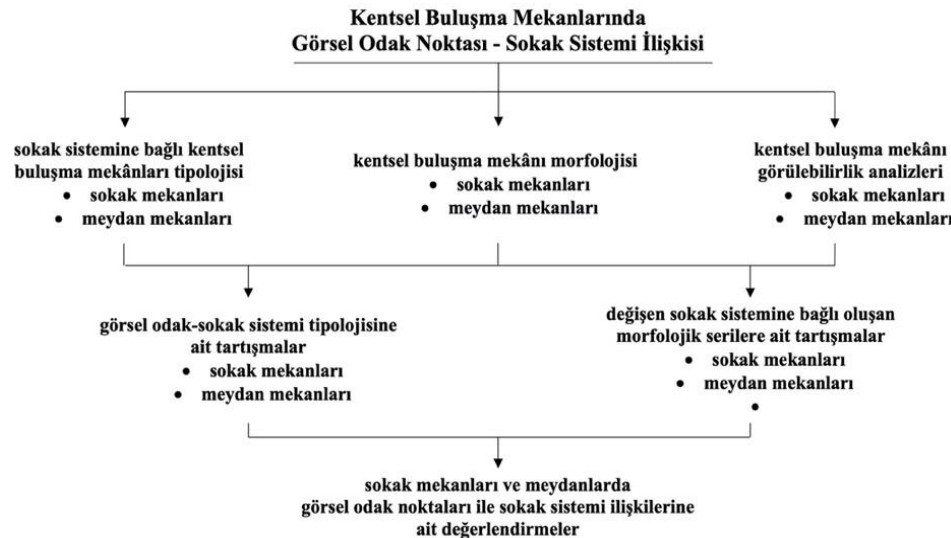 Kentsel Buluşma Mekanlarında
Görsel Odak Noktası - Sokak Sistemi İlişkisi
sokak sistemine bağlı kentsel
buluşma mekânları tipolojisi
• sokak mekanları
• meydan mekanları
kentsel buluşma mekânı morfolojisi
• sokak mekanları
• meydan mekanları
kentsel buluşma mekânı
görülebilirlik analizleri
• sokak mekanları
• meydan mekanları
görsel odak-sokak sistemi tipolojisine
ait tartışmalar
• sokak mekanları
• meydan mekanları
değişen sokak sistemine bağlı oluşan
morfolojik serilere ait tartışmalar
• sokak mekanları
• meydan mekanları
•
sokak mekanları ve meydanlarda
görsel odak noktaları ile sokak sistemi ilişkilerine
ait değerlendirmeler